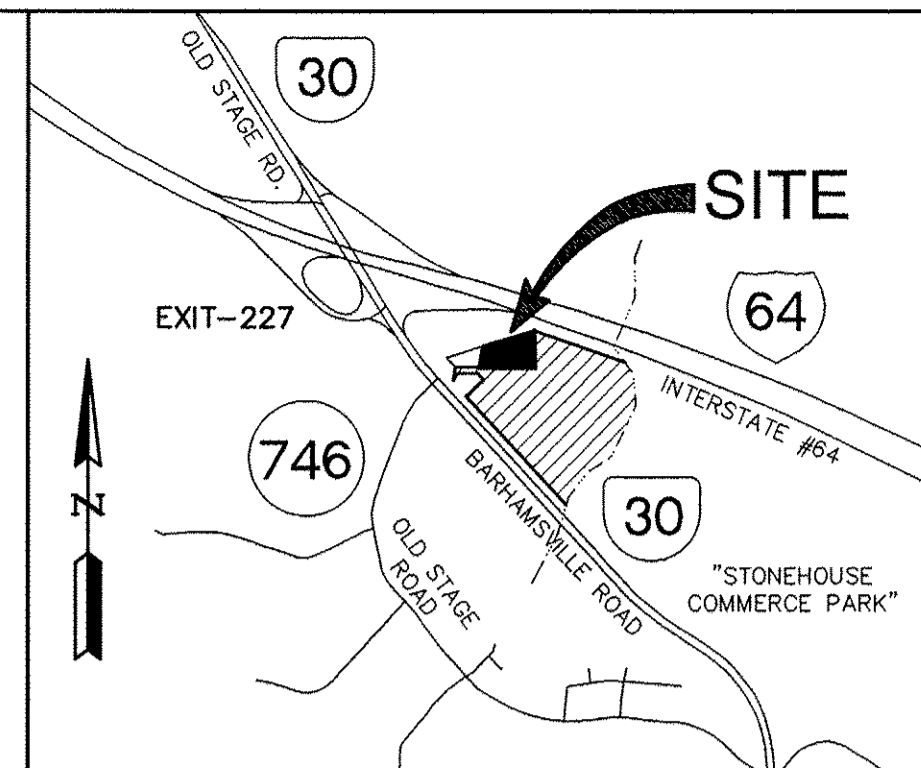 OLD STAGE RD.
30
SITE
EXIT-227
64
INTERSTATE #64
746
N
BARHAMSVILLE ROAD
30
OLD STAGE
ROAD
"STONEHOUSE
COMMERCE PARK"